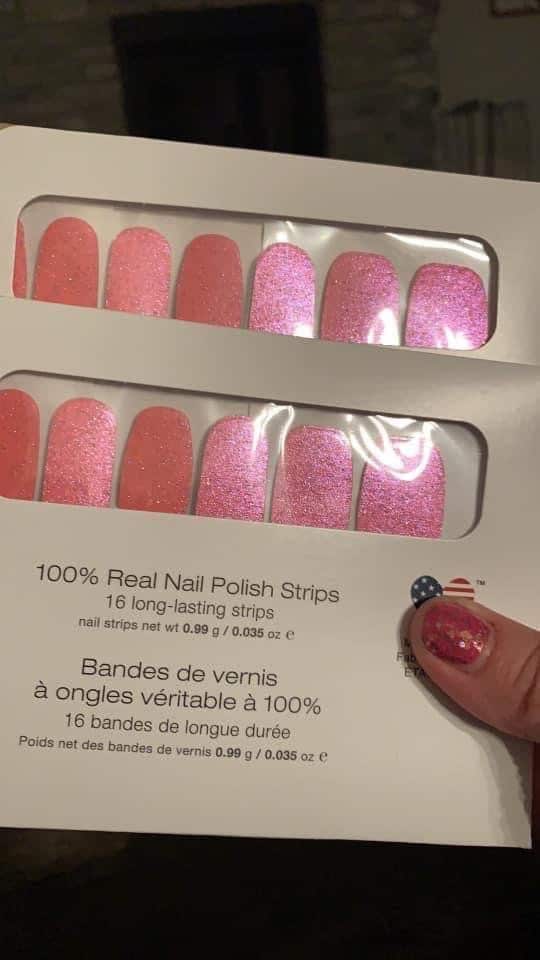 100% Real Nail Polish Strips
16 long-lasting strips
nail strips net wt 0.99 g / 0.035 oz e
™
Bandes de vernis
à ongles véritable à 100%
16 bandes de longue durée
Poids net des bandes de vernis 0.99 g / 0.035 oz e